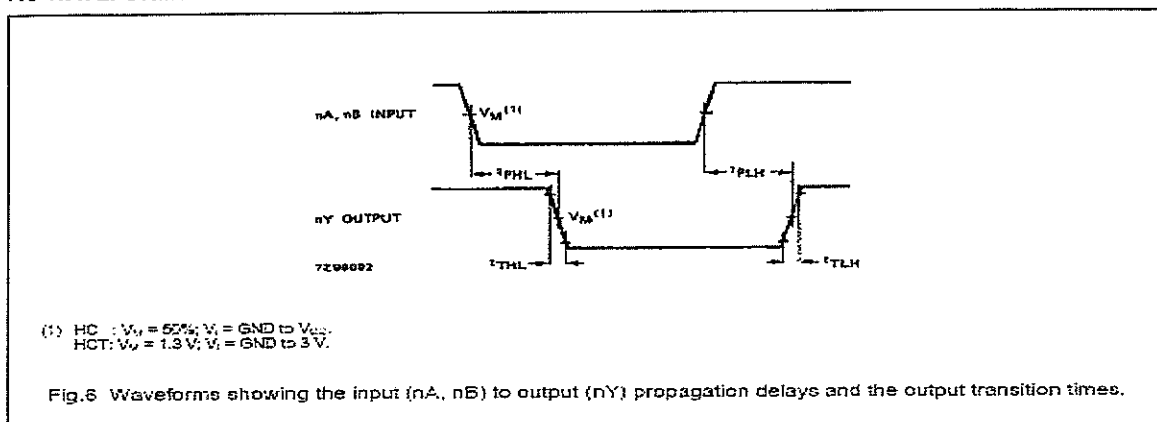 nA, nB INPUT
VM(1)
tPHL
tPLH
nY OUTPUT
VM(1)
tTHL
tTLH
7Z98092
(1) HC : VM = 50%; VI = GND to VCC.
HCT: VM = 1.3 V; VI = GND to 3 V.
Fig.6 Waveforms showing the input (nA, nB) to output (nY) propagation delays and the output transition times.